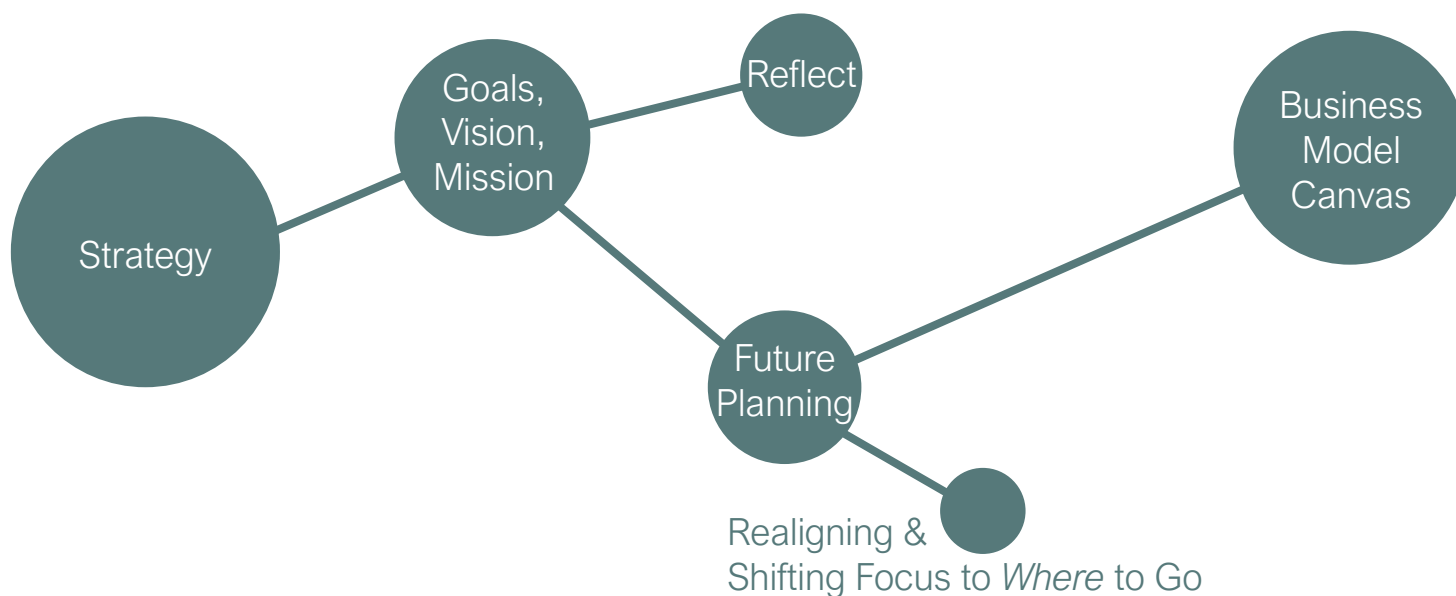 Strategy
Goals,
Vision,
Mission
Reflect
Future
Planning
Realigning &
Shifting Focus to Where to Go
Business
Model
Canvas